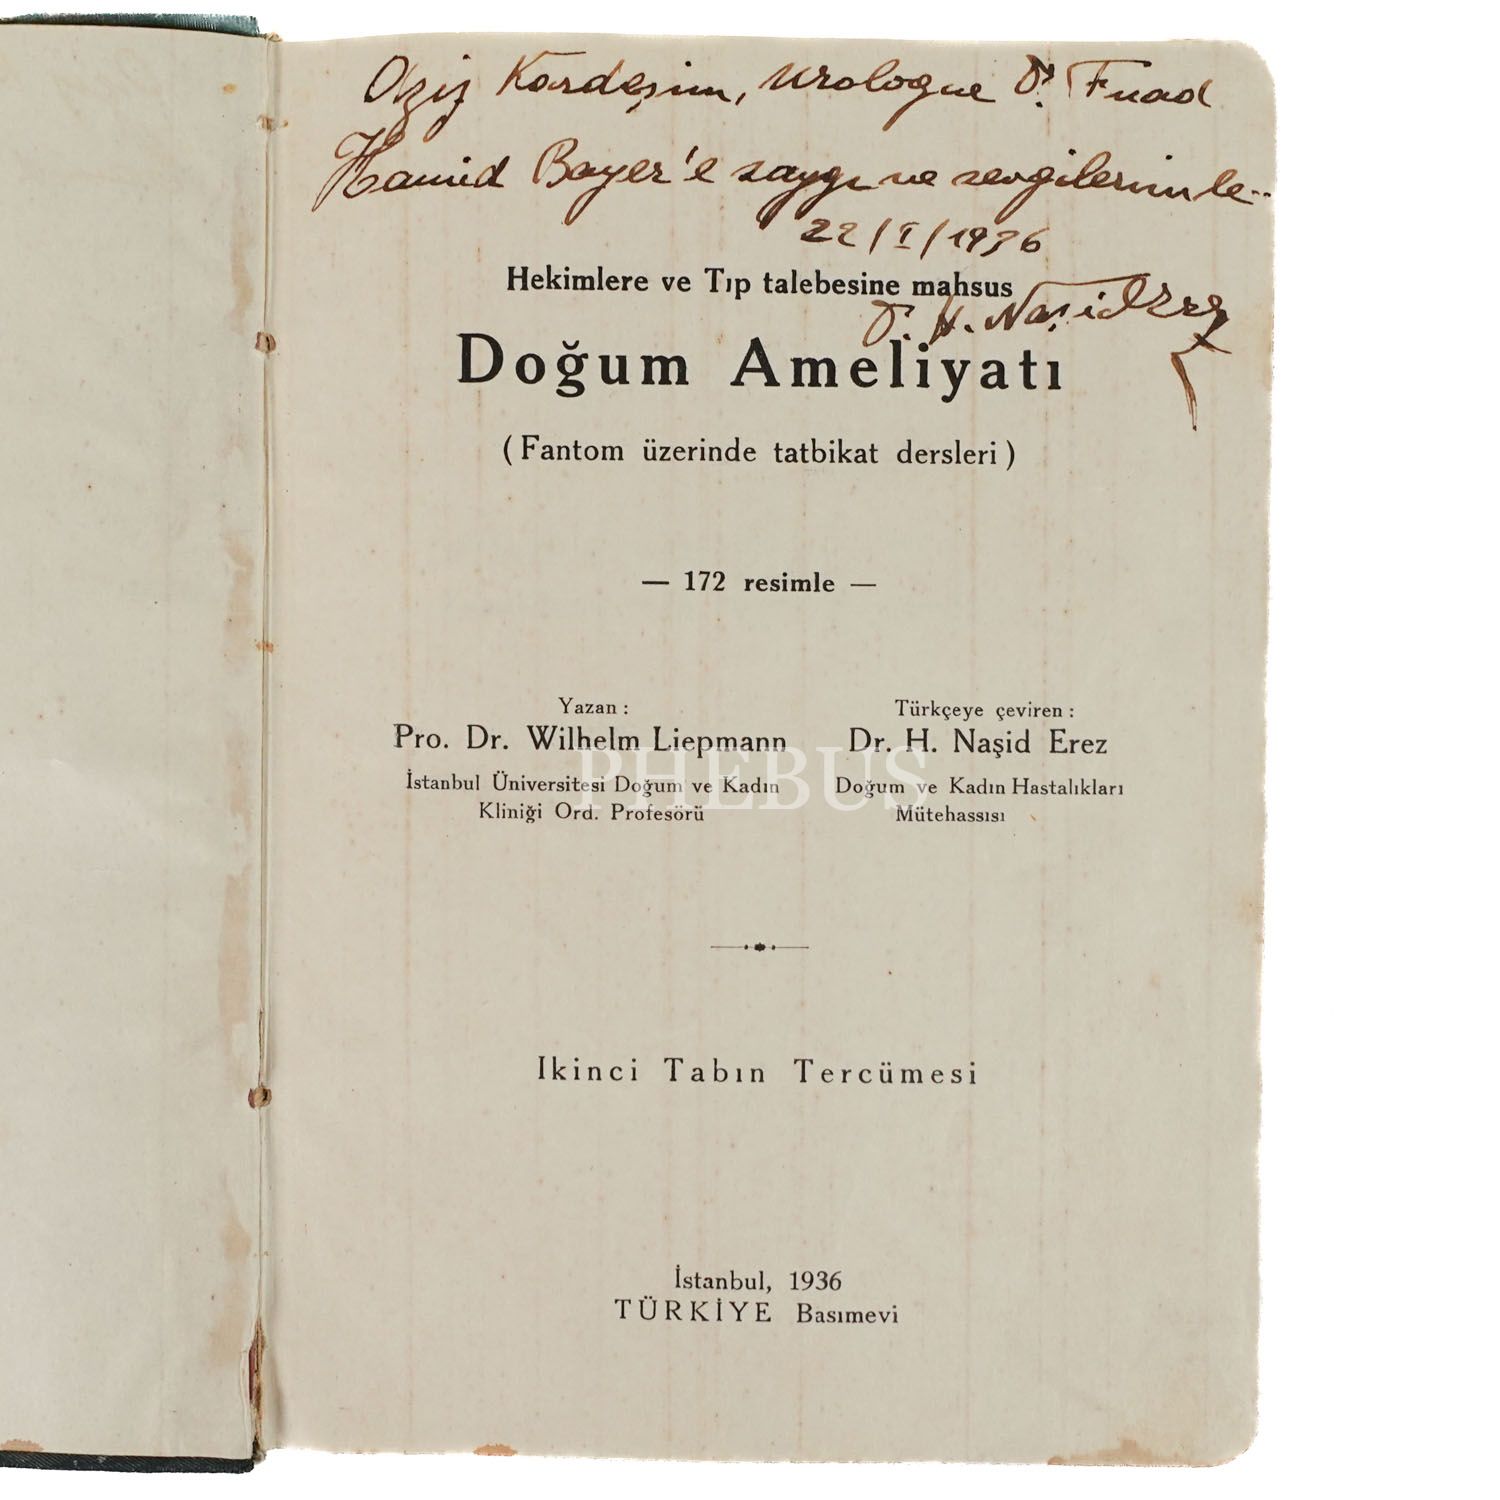 Aziz Kardeşim, Urologue Dr. Fuad
Hamid Bayer'e saygı ve sevgilerimle..
22/I/1936
Hekimlere ve Tıp talebesine mahsus
Dr. H. Naşid Erez
Doğum Ameliyatı
(Fantom üzerinde tatbikat dersleri)
— 172 resimle —
Yazan :
Pro. Dr. Wilhelm Liepmann
İstanbul Üniversitesi Doğum ve Kadın
Kliniği Ord. Profesörü
Türkçeye çeviren :
Dr. H. Naşid Erez
Doğum ve Kadın Hastalıkları
Mütehassısı
PHEBUS
Ikinci Tabın Tercümesi
İstanbul, 1936
TÜRKİYE Basımevi